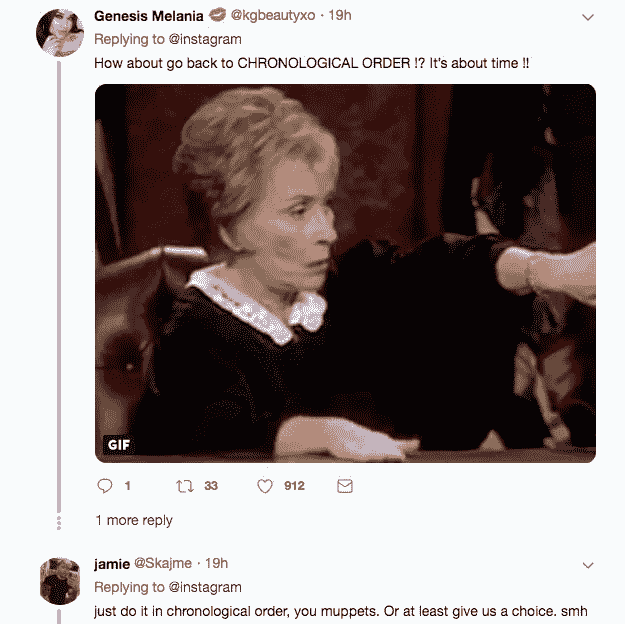 Genesis Melania 💋 @kgbeautyxo · 19h
Replying to @instagram
How about go back to CHRONOLOGICAL ORDER !? It's about time !!
GIF
1 33 912
1 more reply
jamie @Skajme · 19h
Replying to @instagram
just do it in chronological order, you muppets. Or at least give us a choice. smh